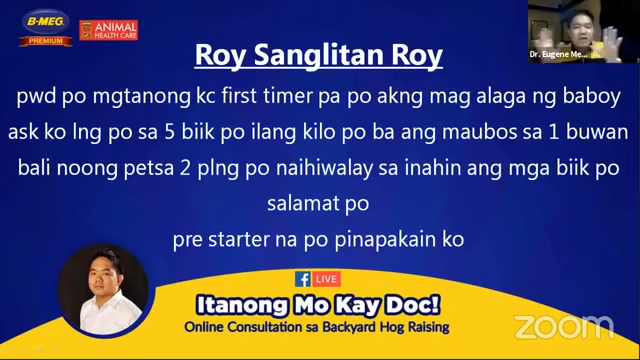 B-MEG
PREMIUM
ANIMAL
HEALTH CARE
Dr. Eugene Me...
Roy Sanglitan Roy
pwd po mgtanong kc first timer pa po akng mag alaga ng baboy
ask ko lng po sa 5 biik po ilang kilo po ba ang maubos sa 1 buwan
bali noong petsa 2 plng po naihiwalay sa inahin ang mga biik po
salamat po
pre starter na po pinapakain ko
f LIVE
Itanong Mo Kay Doc!
Online Consultation sa Backyard Hog Raising
zoom